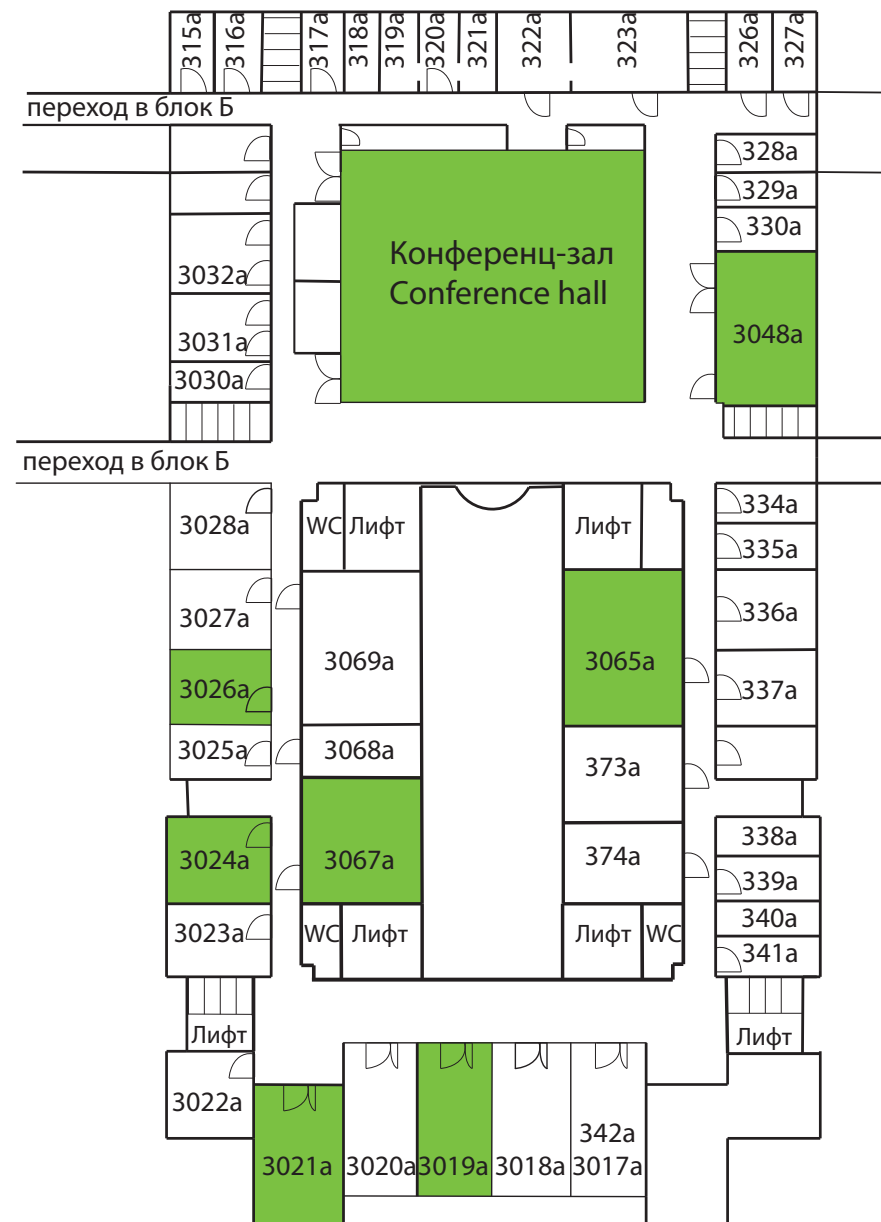 315а
316а
317а
318а
319а
320а
321а
322а
323а
326а
327а
переход в блок Б
328а
329а
330а
Конференц-зал
Conference hall
3032а
3031а
3030а
3048а
переход в блок Б
3028а
WC
Лифт
Лифт
334а
335а
3027а
336а
3069а
3065а
3026а
337а
3025а
3068а
373а
3024а
3067а
374а
338а
339а
3023а
WC
Лифт
Лифт
WC
340а
341а
Лифт
Лифт
3022а
342а
3021а
3020а
3019а
3018а
3017а